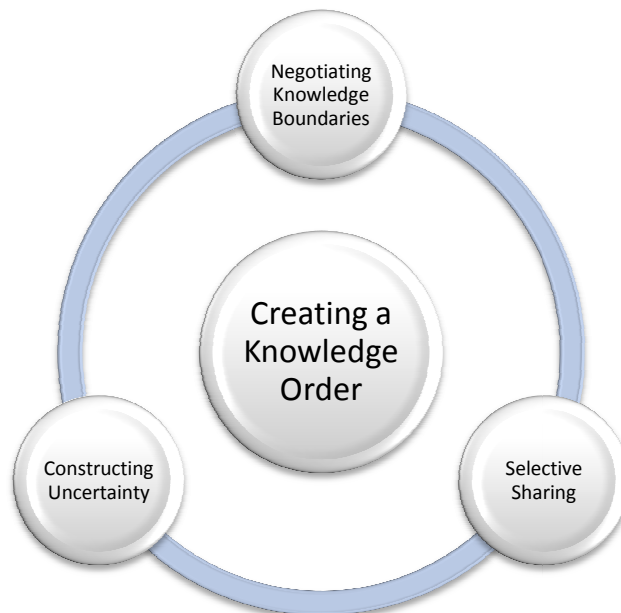 Negotiating
Knowledge
Boundaries
Creating a
Knowledge
Order
Constructing
Uncertainty
Selective
Sharing